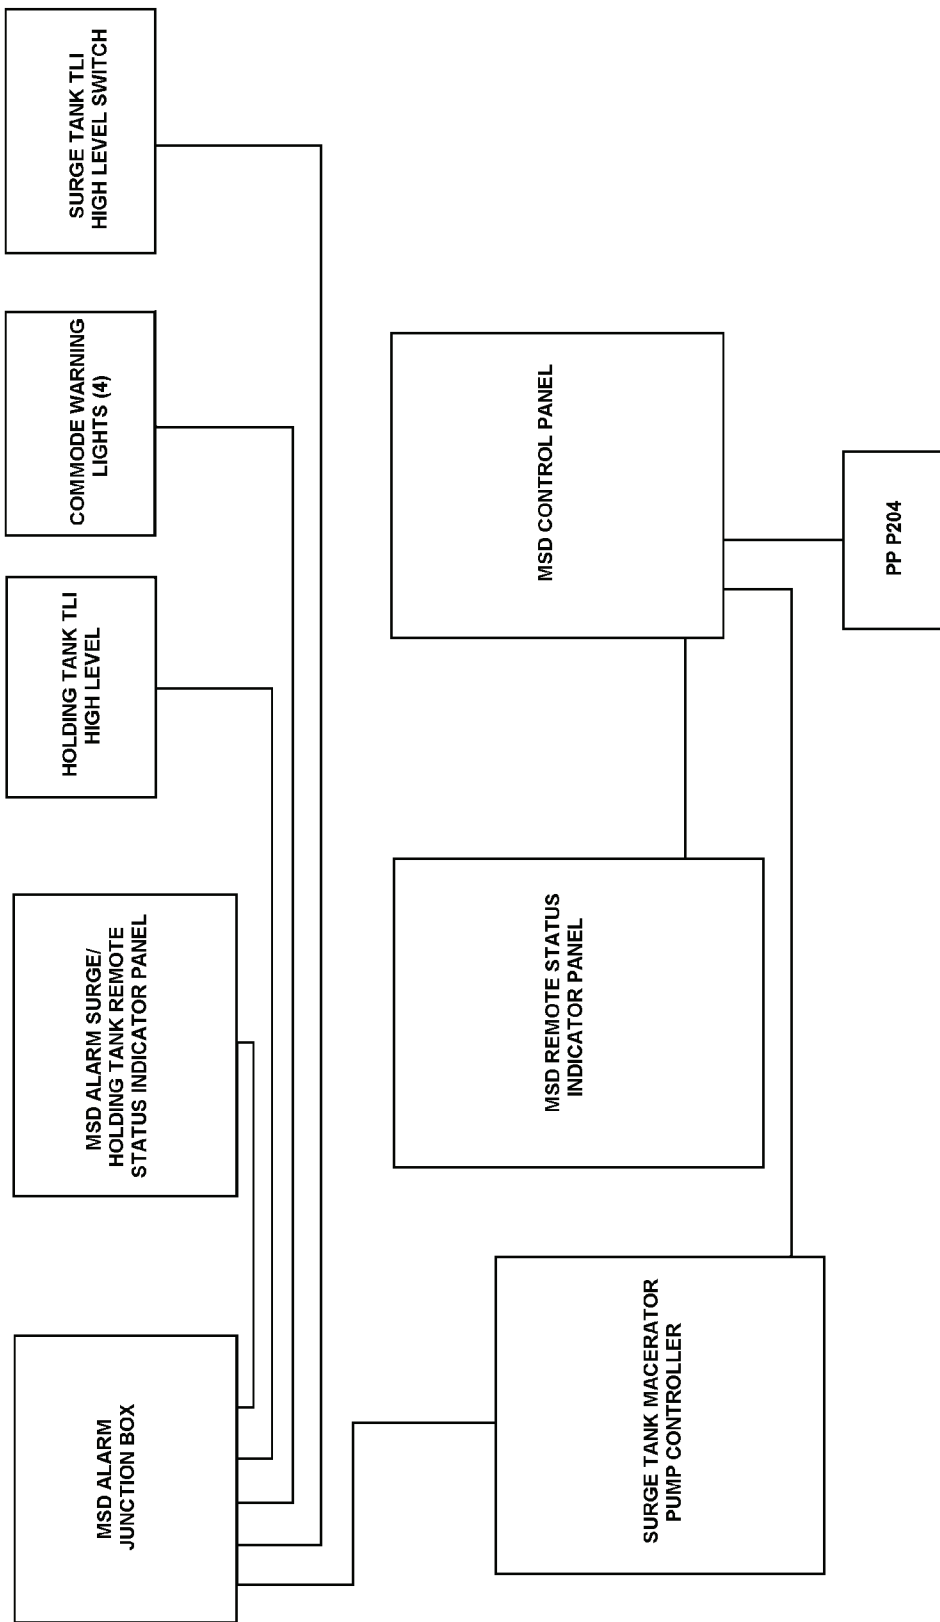 MSD ALARM
JUNCTION BOX
MSD ALARM SURGE/
HOLDING TANK REMOTE
STATUS INDICATOR PANEL
HOLDING TANK TLI
HIGH LEVEL
COMMODE WARNING
LIGHTS (4)
SURGE TANK TLI
HIGH LEVEL SWITCH
SURGE TANK MACERATOR
PUMP CONTROLLER
MSD REMOTE STATUS
INDICATOR PANEL
MSD CONTROL PANEL
PP P204